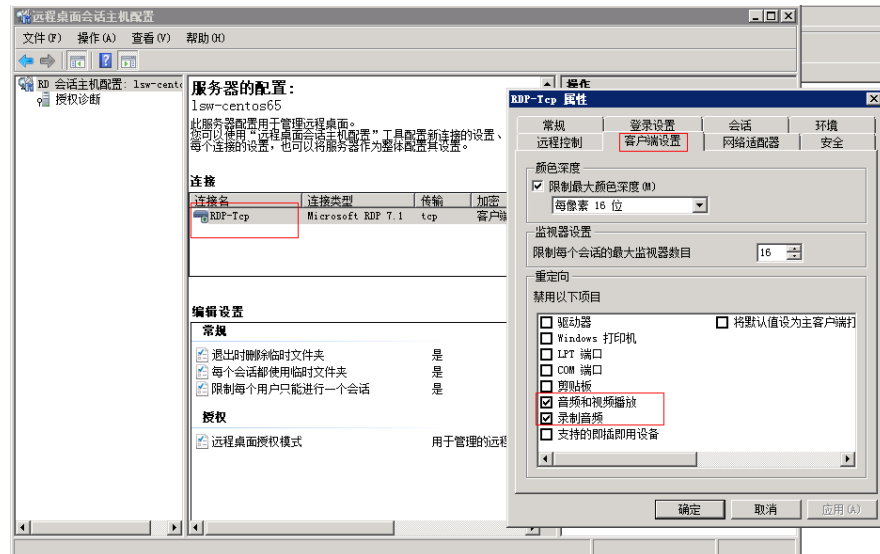 远程桌面会话主机配置
文件(F) 操作(A) 查看(V) 帮助(H)
RD 会话主机配置: lsw-cent
授权诊断
服务器的配置:
lsw-centos65
此服务器配置用于管理远程桌面。
您可以使用“远程桌面会话主机配置”工具配置新连接的设置、
每个连接的设置,也可以将服务器作为整体配置其设置。
连接
连接名 连接类型 传输 加密
RDP-Tcp Microsoft RDP 7.1 tcp 客户端
编辑设置
常规
退出时删除临时文件夹 是
每个会话都使用临时文件夹 是
限制每个用户只能进行一个会话 是
授权
远程桌面授权模式 用于管理的远程
操作
RDP-Tcp 属性
常规 登录设置 会话 环境
远程控制 客户端设置 网络适配器 安全
颜色深度
限制最大颜色深度(M)
每像素 16 位
监视器设置
限制每个会话的最大监视器数目 16
重定向
禁用以下项目
驱动器 将默认值设为主客户端打
Windows 打印机
LPT 端口
COM 端口
剪贴板
音频和视频播放
录制音频
支持的即插即用设备
确定 取消 应用(A)